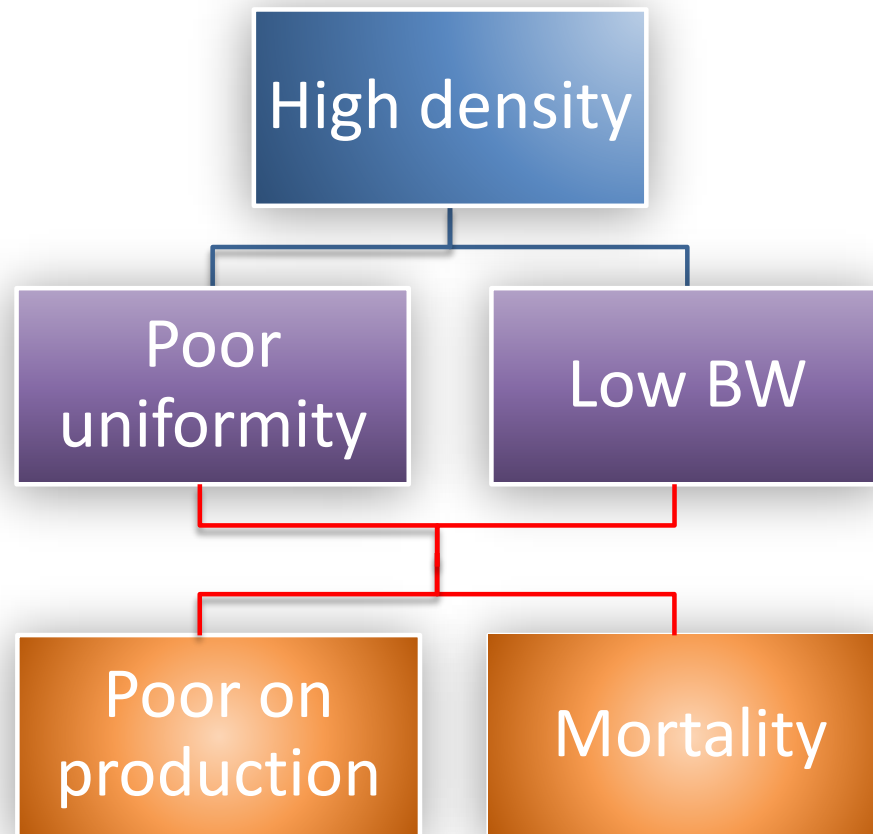 High density
Poor
uniformity
Low BW
Poor on
production
Mortality